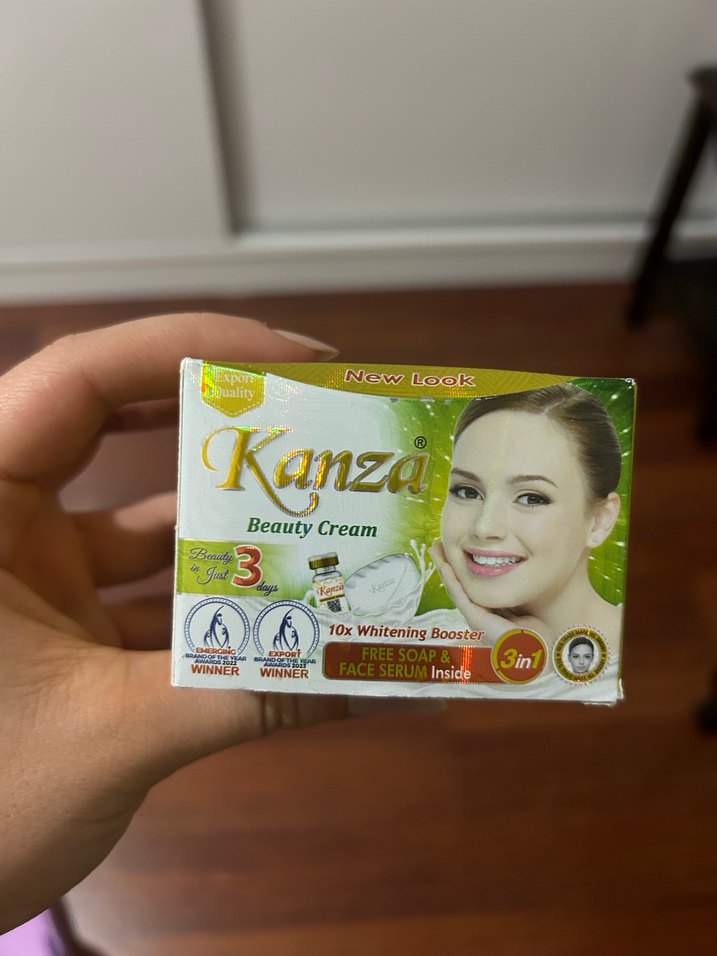 New Look
Export
Quality
Kanza®
Beauty Cream
Beauty
in
Just 3
days
Kanza
Kanza
EMERGING
BRAND OF THE YEAR
AWARDS 2022
WINNER
EXPORT
BRAND OF THE YEAR
AWARDS 2023
WINNER
10x Whitening Booster
FREE SOAP &
FACE SERUM Inside
3in1